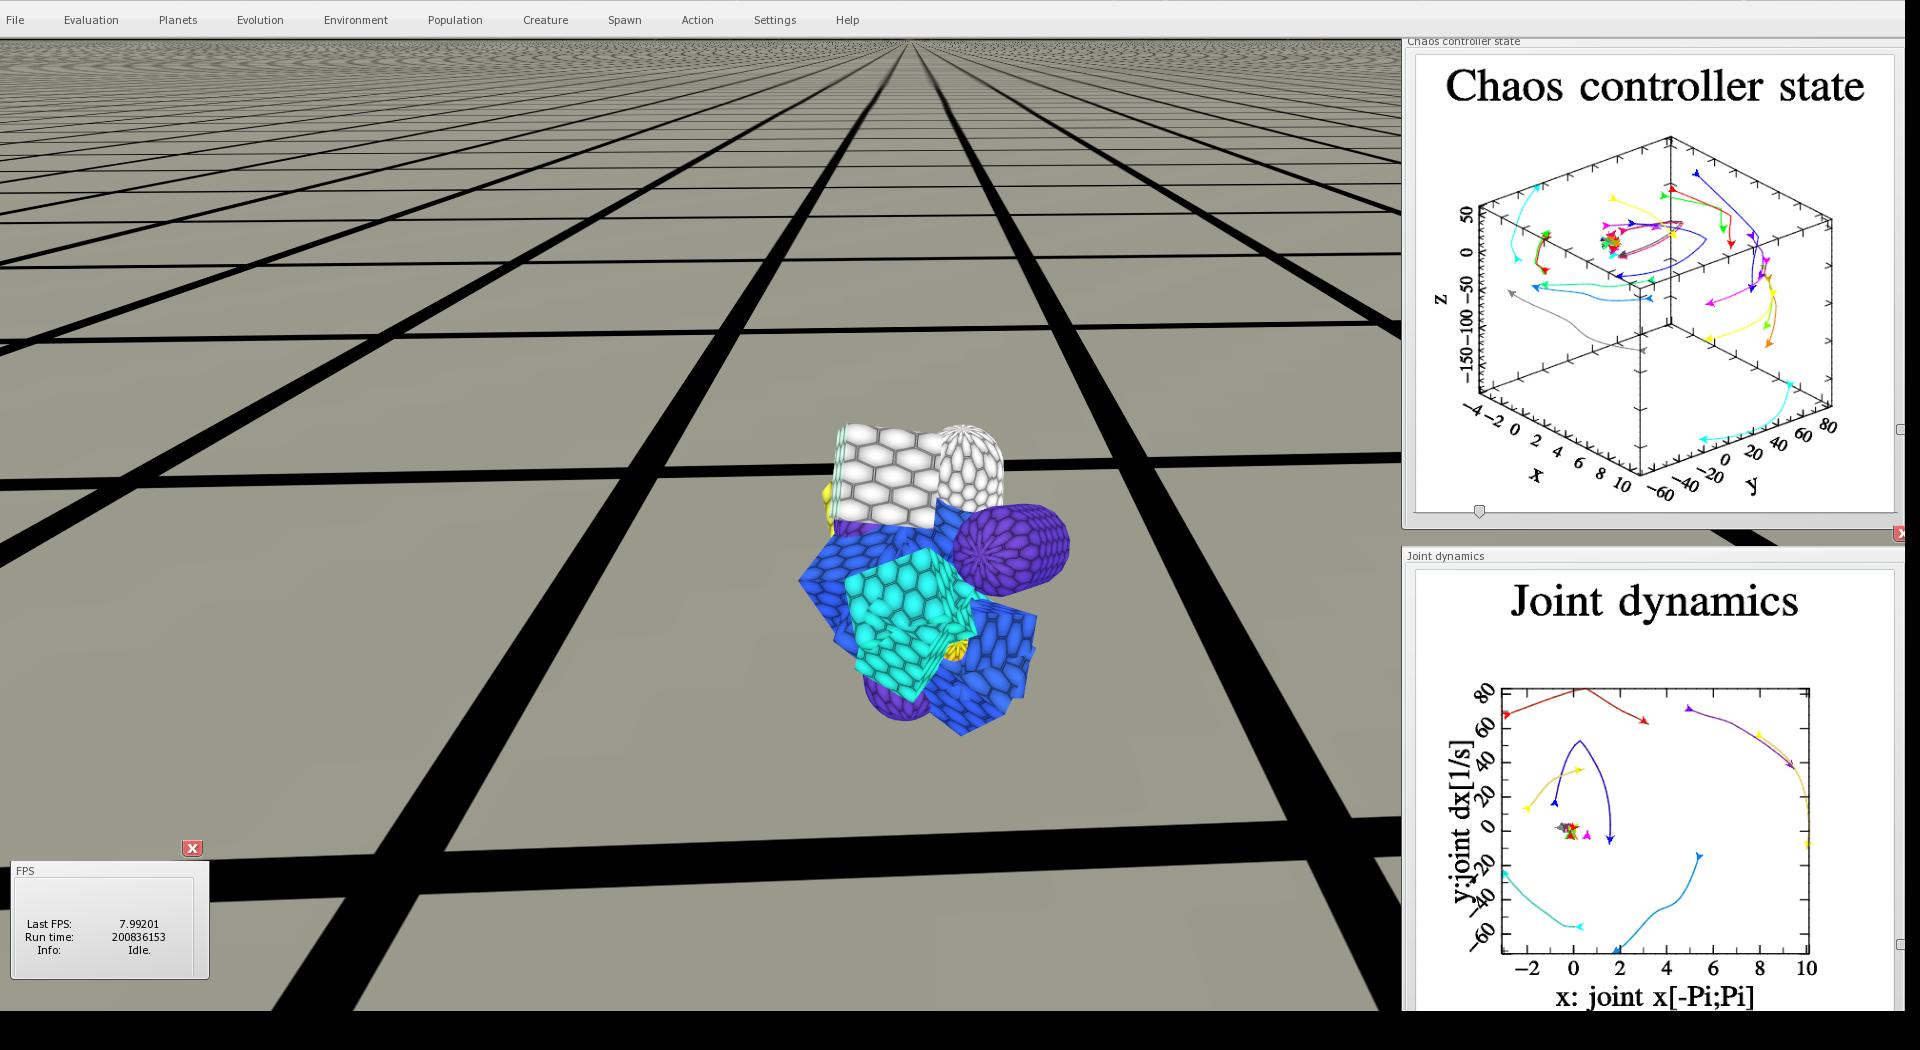 File Evaluation Planets Evolution Environment Population Creature Spawn Action Settings Help
Chaos controller state
Chaos controller state
50
0
-50
-100
-150
z
-4 -2 0 2 4 6 8 10
x
-60 -40 -20 0 20 40 60 80
y
Joint dynamics
Joint dynamics
80
60
40
20
0
-20
-40
-60
y:joint dx[1/s]
-2 0 2 4 6 8 10
x: joint x[-Pi;Pi]
FPS
Last FPS: 7.99201
Run time: 200836153
Info: Idle.